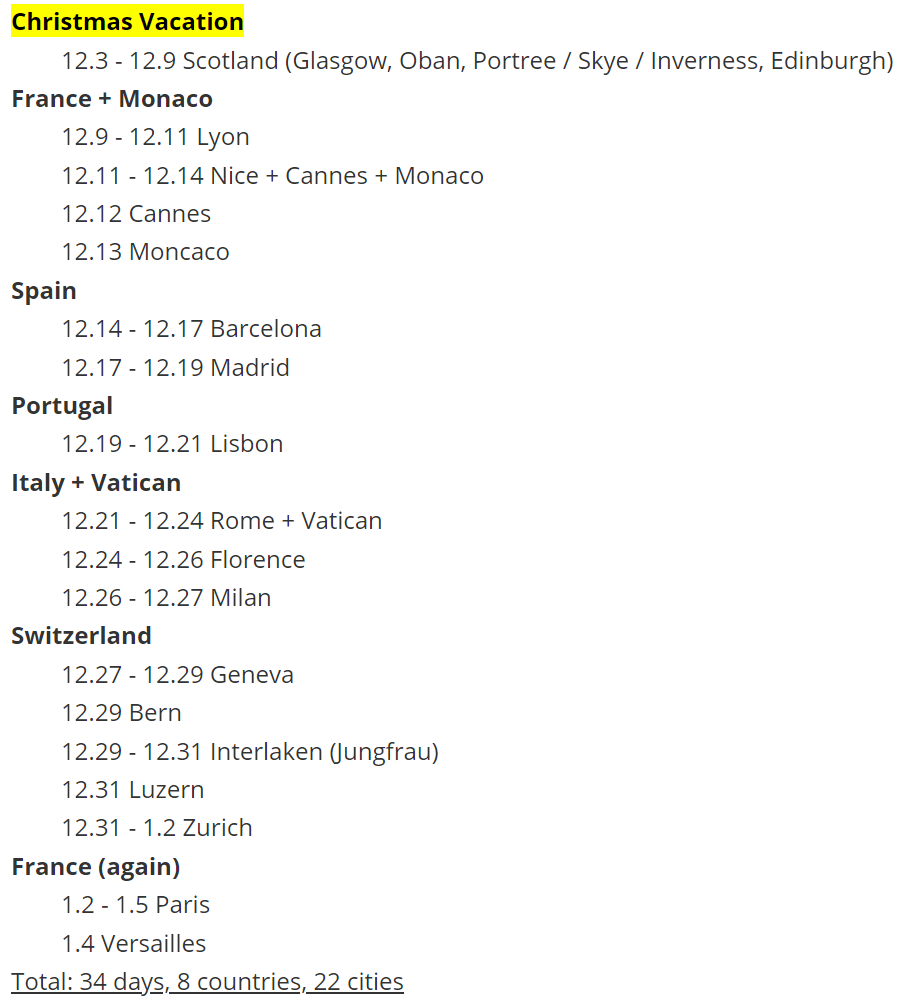 Christmas Vacation
12.3 - 12.9 Scotland (Glasgow, Oban, Portree / Skye / Inverness, Edinburgh)
France + Monaco
12.9 - 12.11 Lyon
12.11 - 12.14 Nice + Cannes + Monaco
12.12 Cannes
12.13 Moncaco
Spain
12.14 - 12.17 Barcelona
12.17 - 12.19 Madrid
Portugal
12.19 - 12.21 Lisbon
Italy + Vatican
12.21 - 12.24 Rome + Vatican
12.24 - 12.26 Florence
12.26 - 12.27 Milan
Switzerland
12.27 - 12.29 Geneva
12.29 Bern
12.29 - 12.31 Interlaken (Jungfrau)
12.31 Luzern
12.31 - 1.2 Zurich
France (again)
1.2 - 1.5 Paris
1.4 Versailles
Total: 34 days, 8 countries, 22 cities